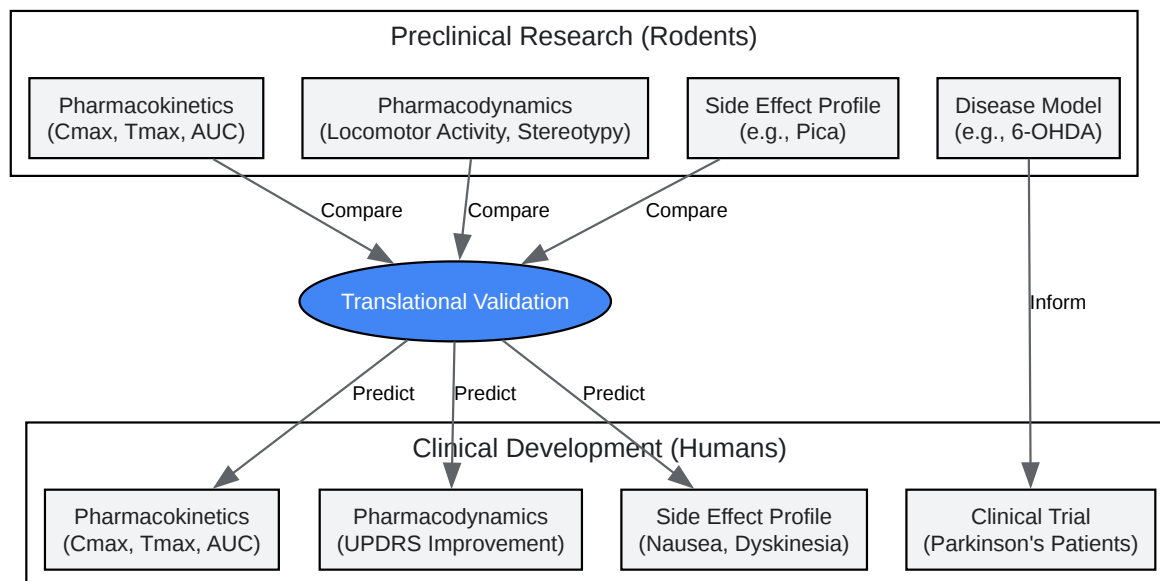 Preclinical Research (Rodents)
Pharmacokinetics
(Cmax, Tmax, AUC)
Pharmacodynamics
(Locomotor Activity, Stereotypy)
Side Effect Profile
(e.g., Pica)
Disease Model
(e.g., 6-OHDA)
Compare
Compare
Compare
Translational Validation
Inform
Predict
Predict
Predict
Clinical Development (Humans)
Pharmacokinetics
(Cmax, Tmax, AUC)
Pharmacodynamics
(UPDRS Improvement)
Side Effect Profile
(Nausea, Dyskinesia)
Clinical Trial
(Parkinson's Patients)